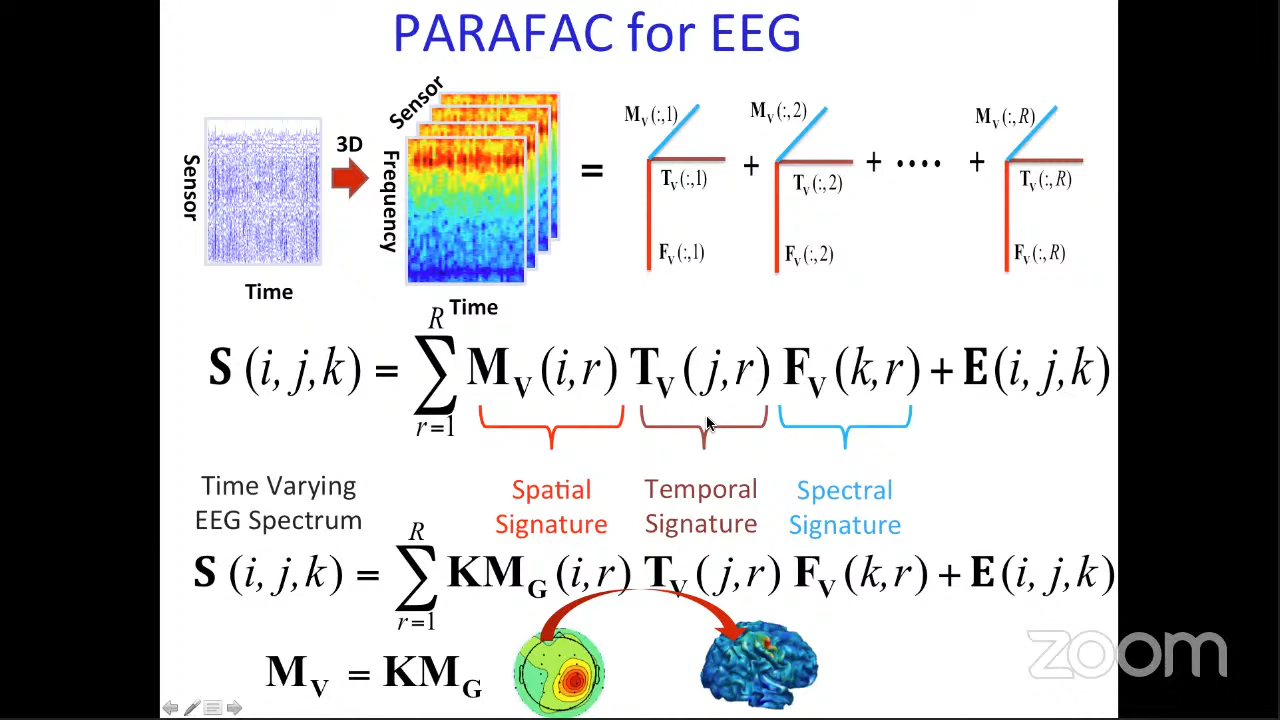 PARAFAC for EEG
Sensor
Time
3D
Sensor
Frequency
Time
=
M_V(:,1)
T_V(:,1)
F_V(:,1)
+
M_V(:,2)
T_V(:,2)
F_V(:,2)
+ ···· +
M_V(:,R)
T_V(:,R)
F_V(:,R)
S(i,j,k) = ∑_{r=1}^{R} M_V(i,r) T_V(j,r) F_V(k,r) + E(i,j,k)
Time Varying
EEG Spectrum
Spatial
Signature
Temporal
Signature
Spectral
Signature
S(i,j,k) = ∑_{r=1}^{R} KM_G(i,r) T_V(j,r) F_V(k,r) + E(i,j,k)
M_V = KM_G
zoom